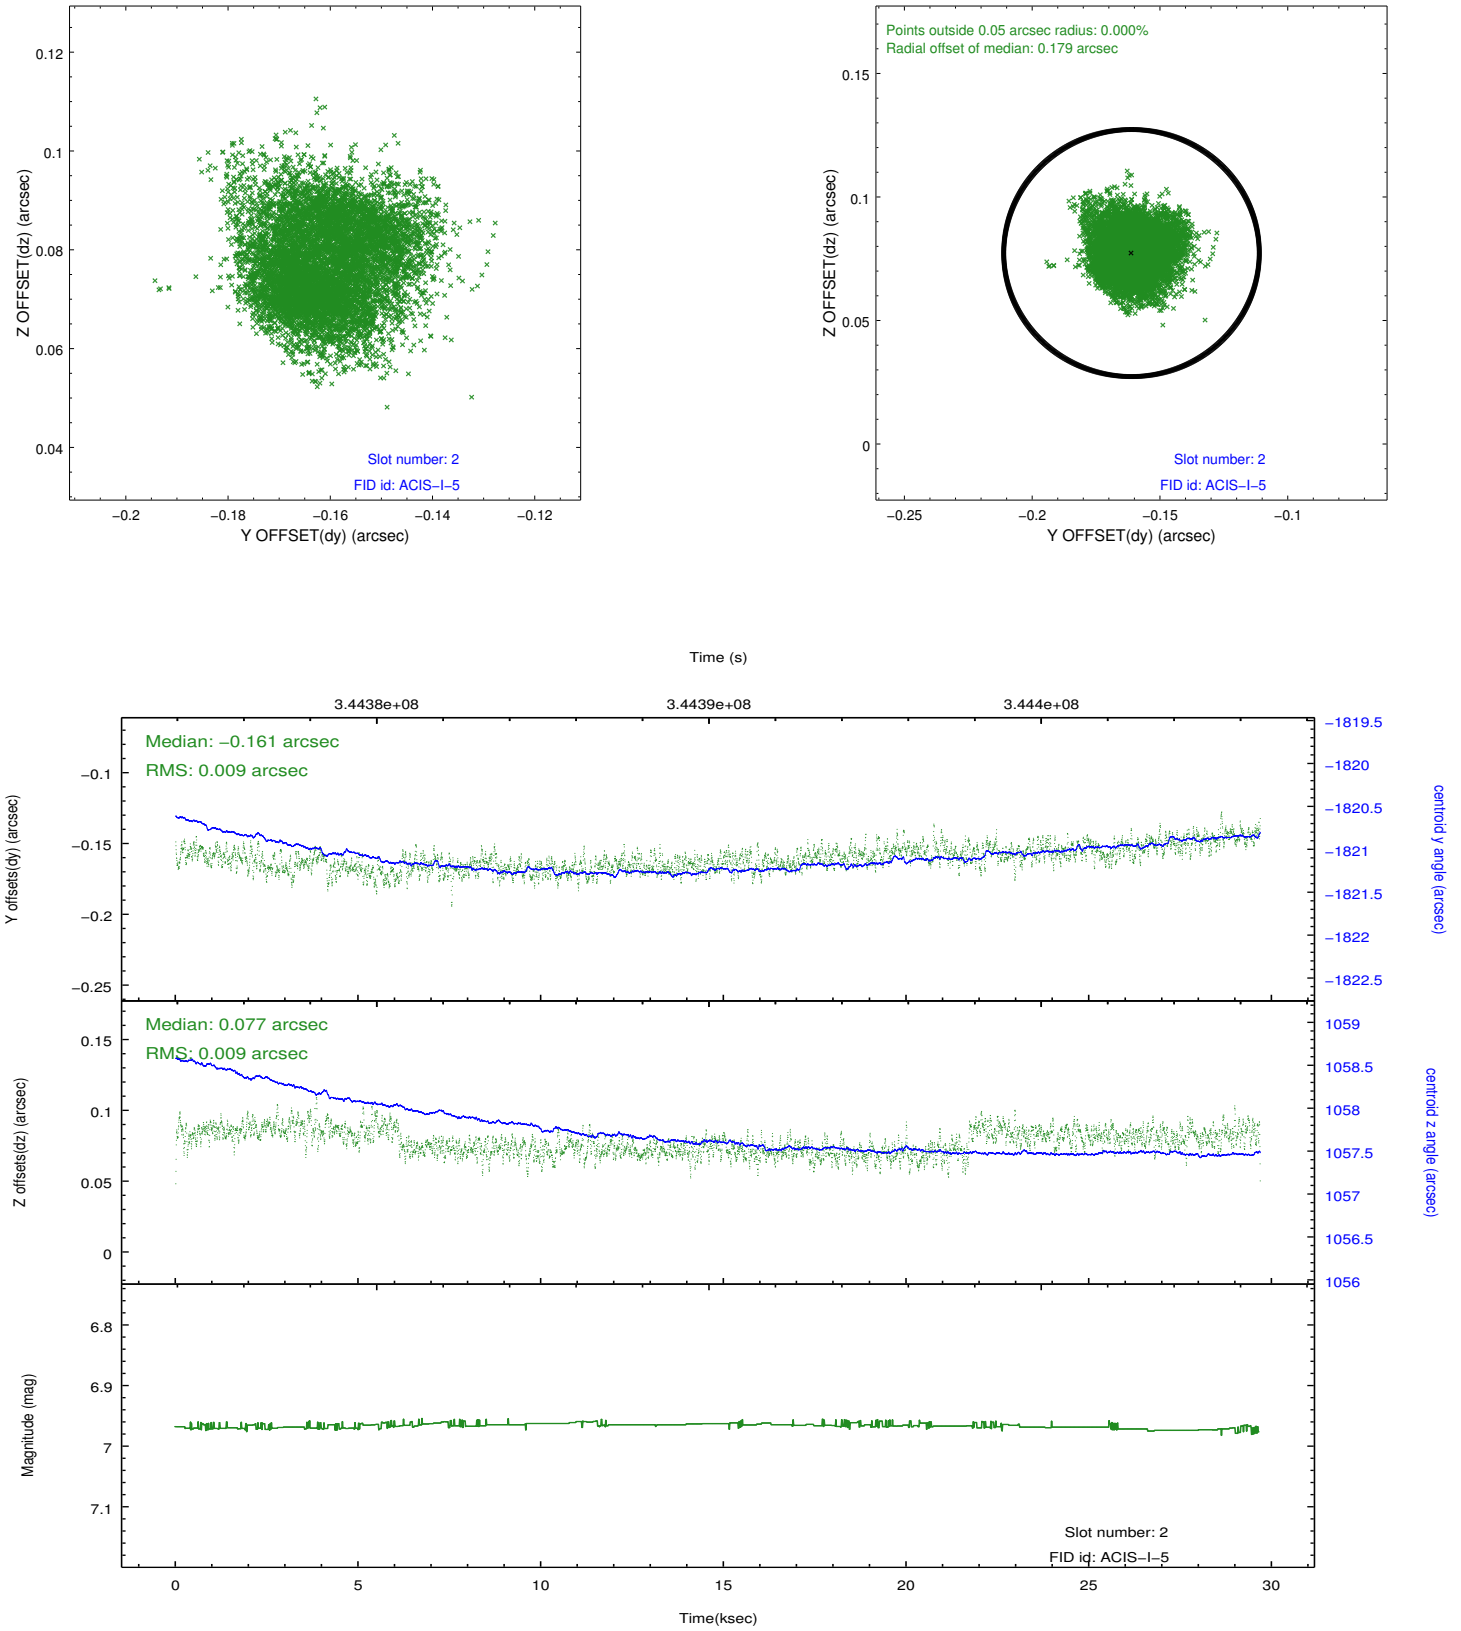 0.12
0.1
0.08
0.06
0.04
Z OFFSET(dz) (arcsec)
Slot number: 2
FID id: ACIS−I−5
−0.2
−0.18
−0.16
−0.14
−0.12
Y OFFSET(dy) (arcsec)
Points outside 0.05 arcsec radius: 0.000%
Radial offset of median: 0.179 arcsec
0.15
0.1
0.05
0
Z OFFSET(dz) (arcsec)
Slot number: 2
FID id: ACIS−I−5
−0.25
−0.2
−0.15
−0.1
Y OFFSET(dy) (arcsec)
Time (s)
3.4438e+08
3.4439e+08
3.444e+08
Median: −0.161 arcsec
RMS: 0.009 arcsec
−0.1
−0.15
−0.2
−0.25
Y offsets(dy) (arcsec)
−1819.5
−1820
−1820.5
−1821
−1821.5
−1822
−1822.5
centroid y angle (arcsec)
Median: 0.077 arcsec
RMS: 0.009 arcsec
0.15
0.1
0.05
0
Z offsets(dz) (arcsec)
1059
1058.5
1058
1057.5
1057
1056.5
1056
centroid z angle (arcsec)
6.8
6.9
7
7.1
Magnitude (mag)
Slot number: 2
FID id: ACIS−I−5
0
5
10
15
20
25
30
Time(ksec)